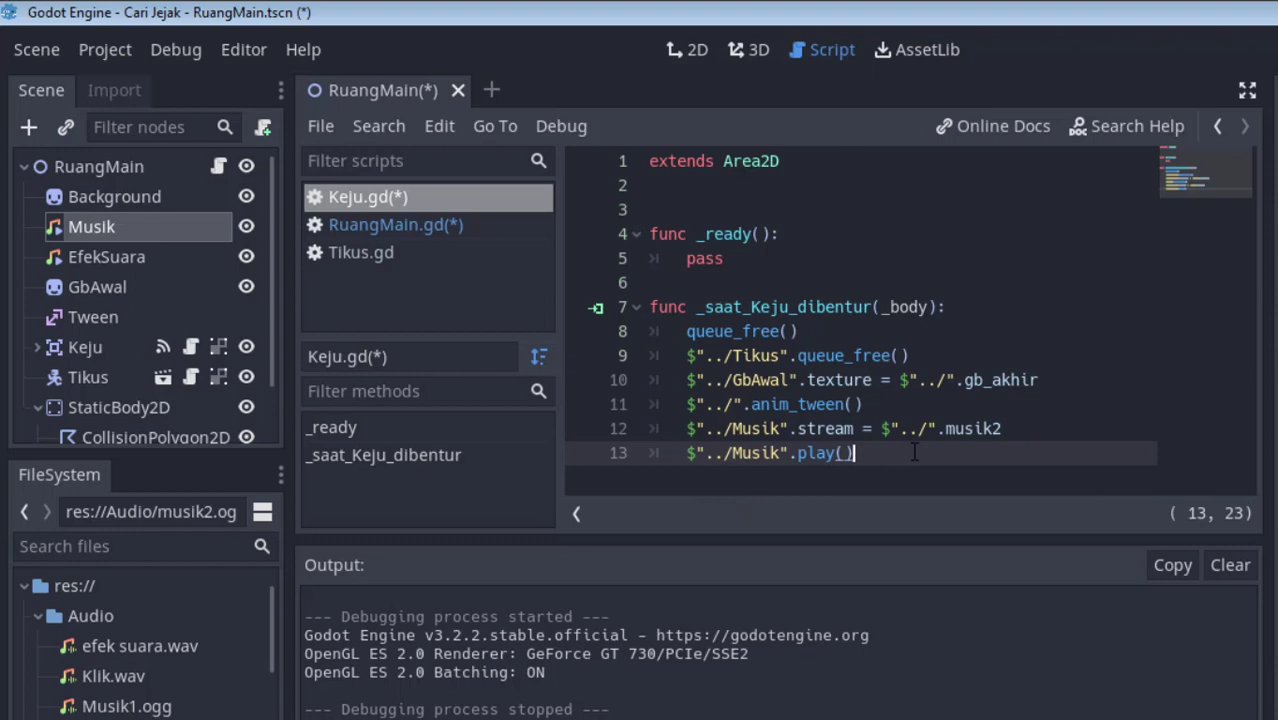 Godot Engine - Cari Jejak - RuangMain.tscn (*)
Scene Project Debug Editor Help
2D 3D Script AssetLib
Scene Import
Filter nodes
RuangMain
Background
Musik
EfekSuara
GbAwal
Tween
Keju
Tikus
StaticBody2D
CollisionPolygon2D
FileSystem
res://Audio/musik2.og
Search files
res://
Audio
efek suara.wav
Klik.wav
Musik1.ogg
RuangMain(*)
File Search Edit Go To Debug
Online Docs Search Help
Filter scripts
Keju.gd(*)
RuangMain.gd(*)
Tikus.gd
Keju.gd(*)
Filter methods
_ready
_saat_Keju_dibentur
1 extends Area2D
2
3
4 func _ready():
5 pass
6
7 func _saat_Keju_dibentur(_body):
8 queue_free()
9 $"../Tikus".queue_free()
10 $"../GbAwal".texture = $"../".gb_akhir
11 $"../".anim_tween()
12 $"../Musik".stream = $"../".musik2
13 $"../Musik".play()
( 13, 23)
Output:
Copy Clear
--- Debugging process started ---
Godot Engine v3.2.2.stable.official - https://godotengine.org
OpenGL ES 2.0 Renderer: GeForce GT 730/PCIe/SSE2
OpenGL ES 2.0 Batching: ON
--- Debugging process stopped ---